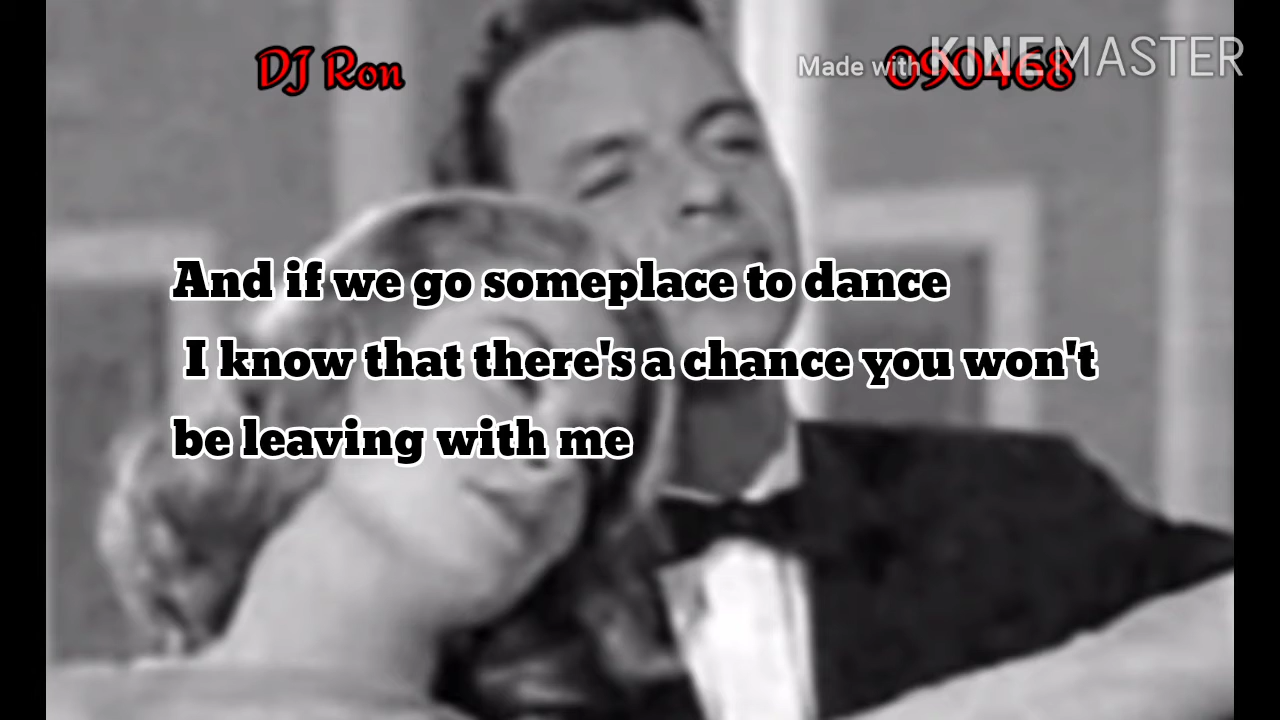 DJ Ron
090468
Made with KINEMASTER
And if we go someplace to dance
I know that there's a chance you won't
be leaving with me